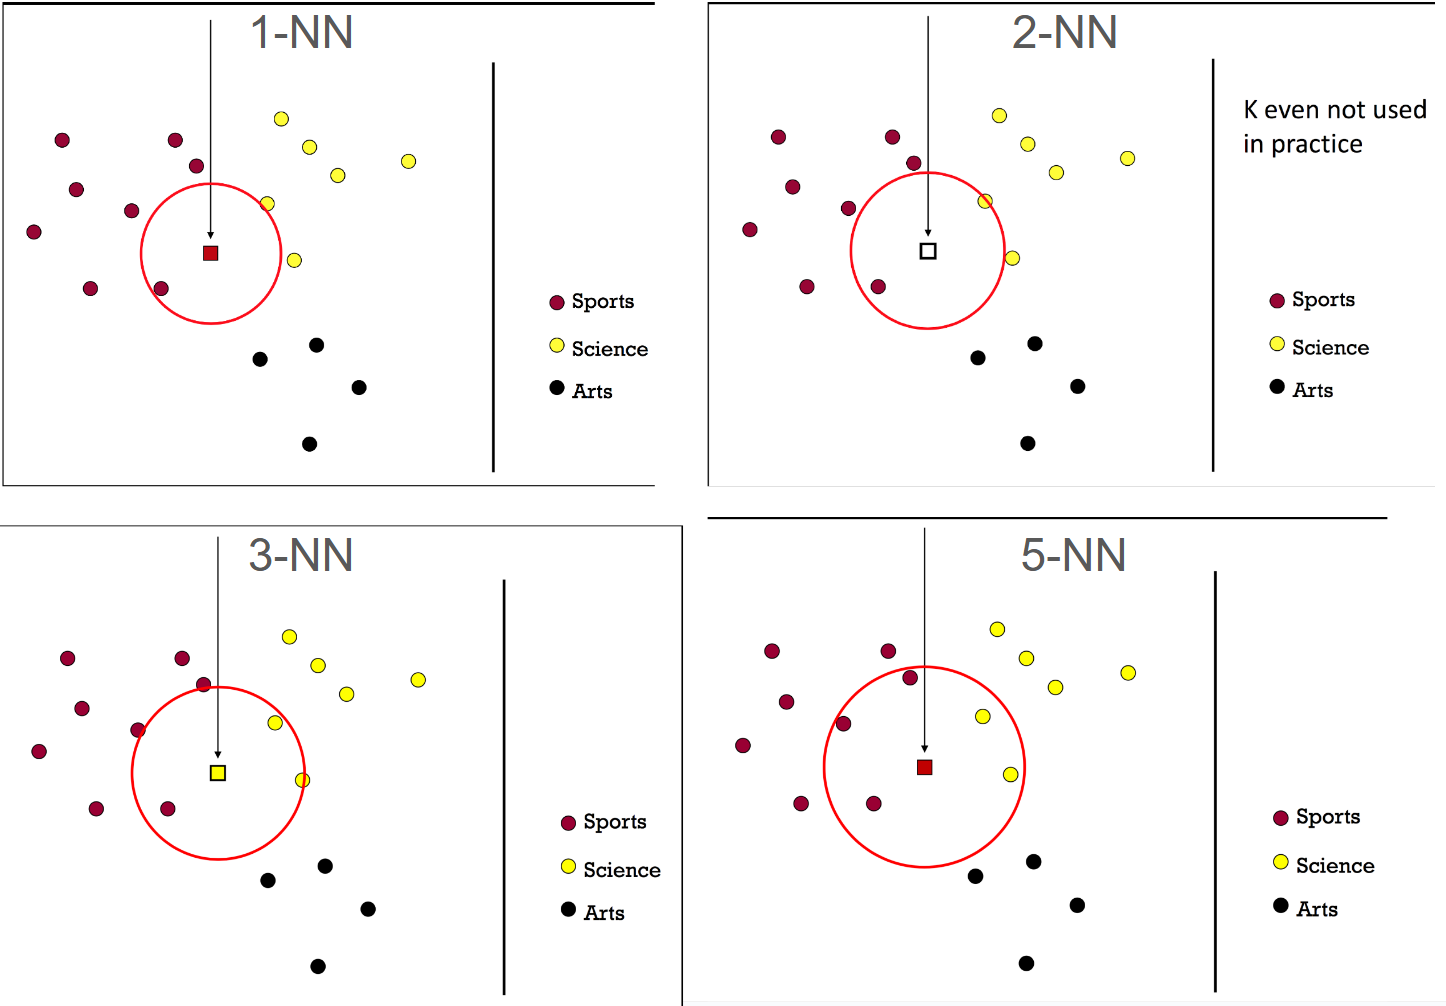 1-NN
Sports
Science
Arts
2-NN
K even not used
in practice
Sports
Science
Arts
3-NN
Sports
Science
Arts
5-NN
Sports
Science
Arts